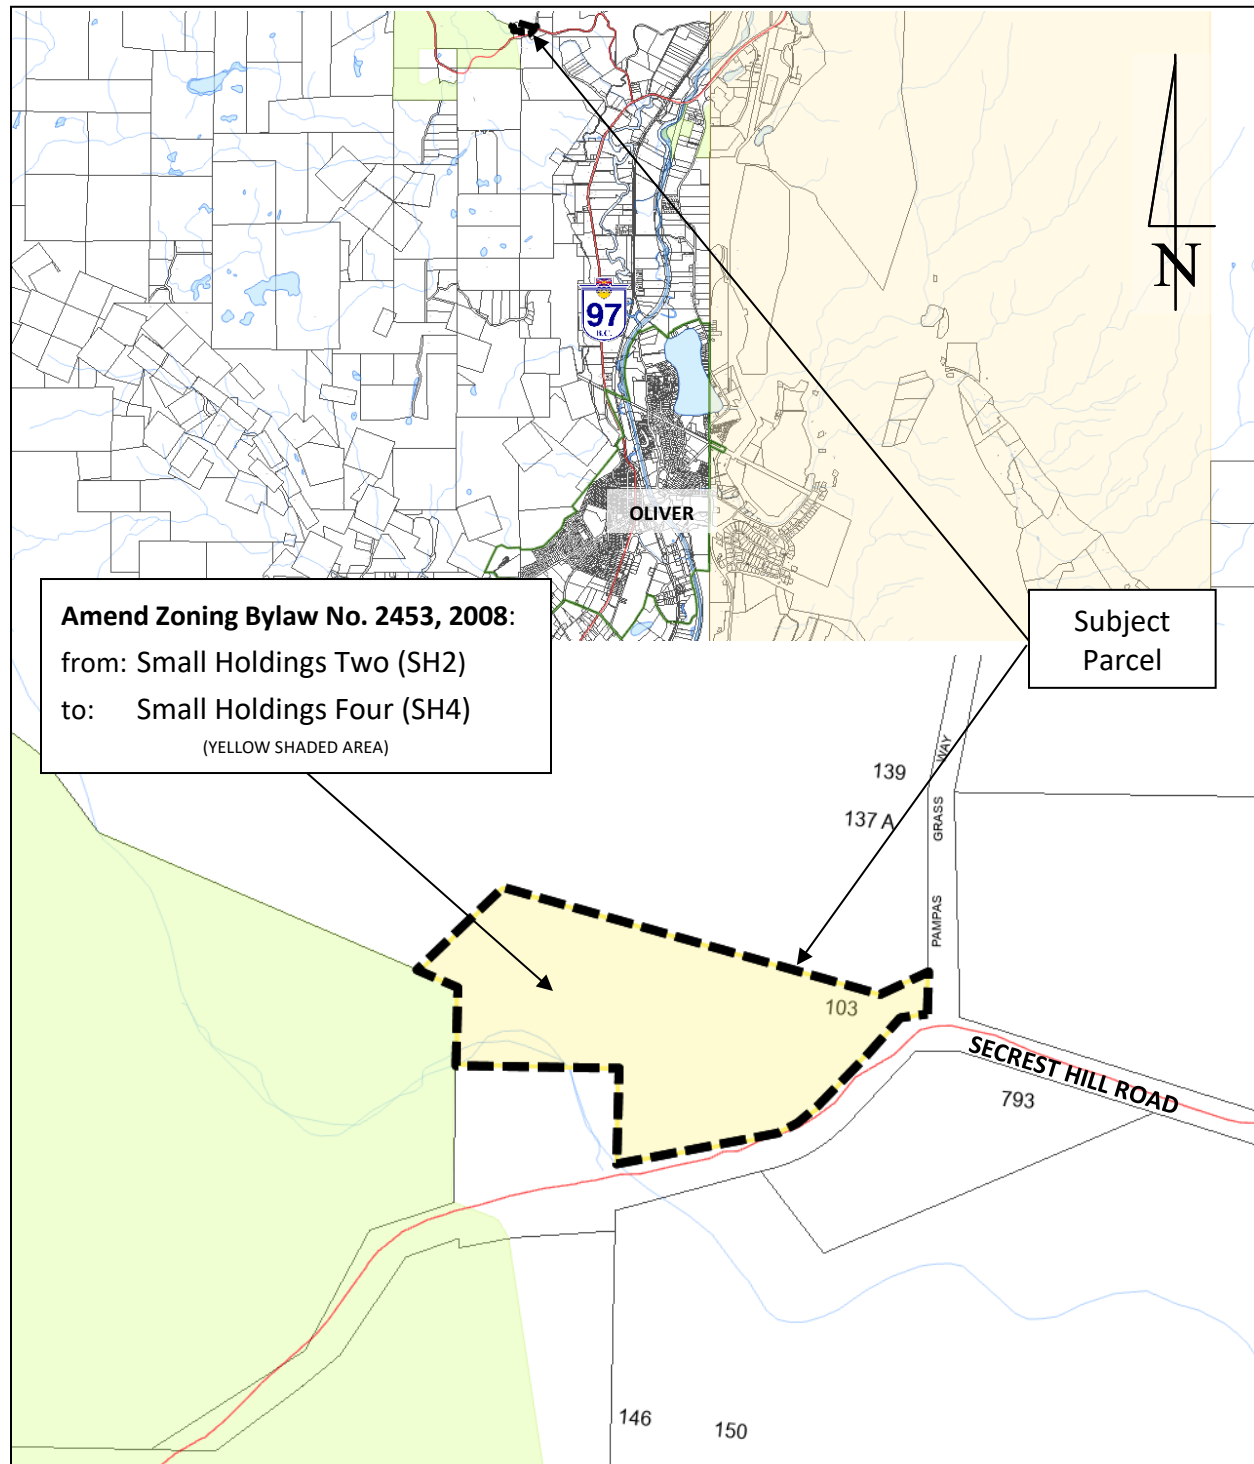 97
B.C.
N
OLIVER
Amend Zoning Bylaw No. 2453, 2008:
from: Small Holdings Two (SH2)
to: Small Holdings Four (SH4)
(YELLOW SHADED AREA)
Subject
Parcel
139
137 A
PAMPAS GRASS WAY
103
SECREST HILL ROAD
793
146
150